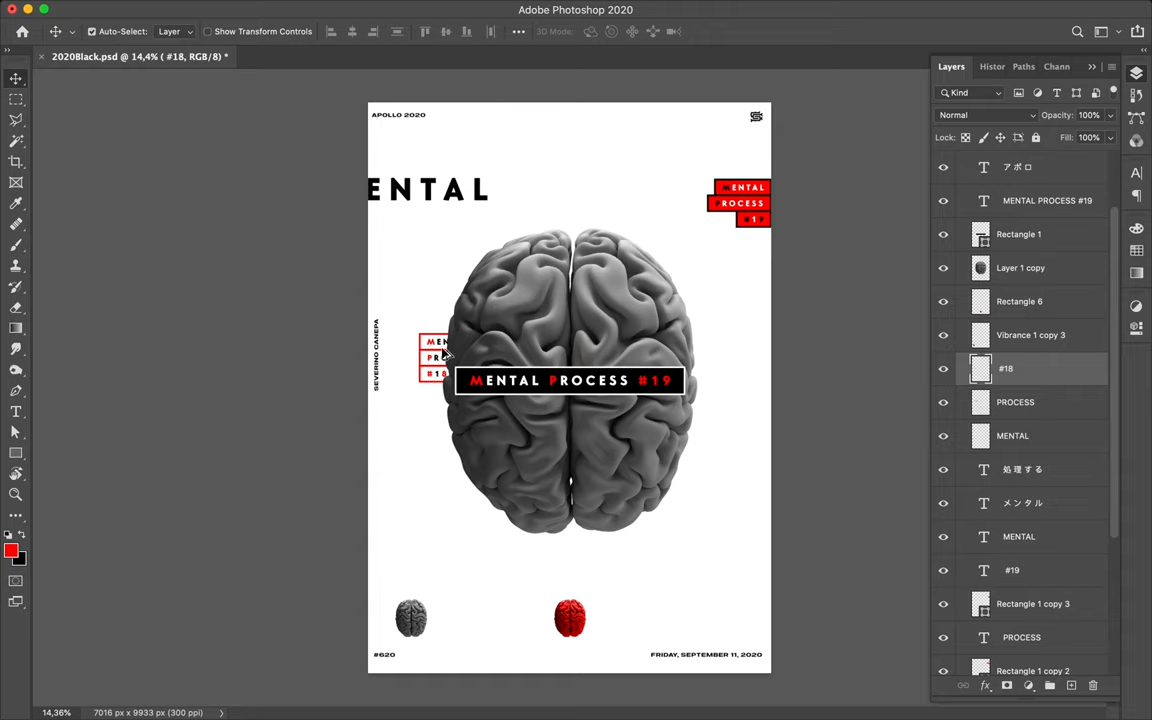 Adobe Photoshop 2020
Auto-Select: Layer Show Transform Controls 3D Mode:
2020Black.psd @ 14,4% ( #18, RGB/8) *
APOLLO 2020
ENTAL
MENTAL
PROCESS
#19
SEVERINO CANEPA
MEN
PRO
#18
MENTAL PROCESS #19
#620
FRIDAY, SEPTEMBER 11, 2020
Layers Histor Paths Chann
Kind
Normal Opacity: 100%
Lock: Fill: 100%
アポロ
MENTAL PROCESS #19
Rectangle 1
Layer 1 copy
Rectangle 6
Vibrance 1 copy 3
#18
PROCESS
MENTAL
処理する
メンタル
MENTAL
#19
Rectangle 1 copy 3
PROCESS
Rectangle 1 copy 2
14,36% 7016 px x 9933 px (300 ppi)